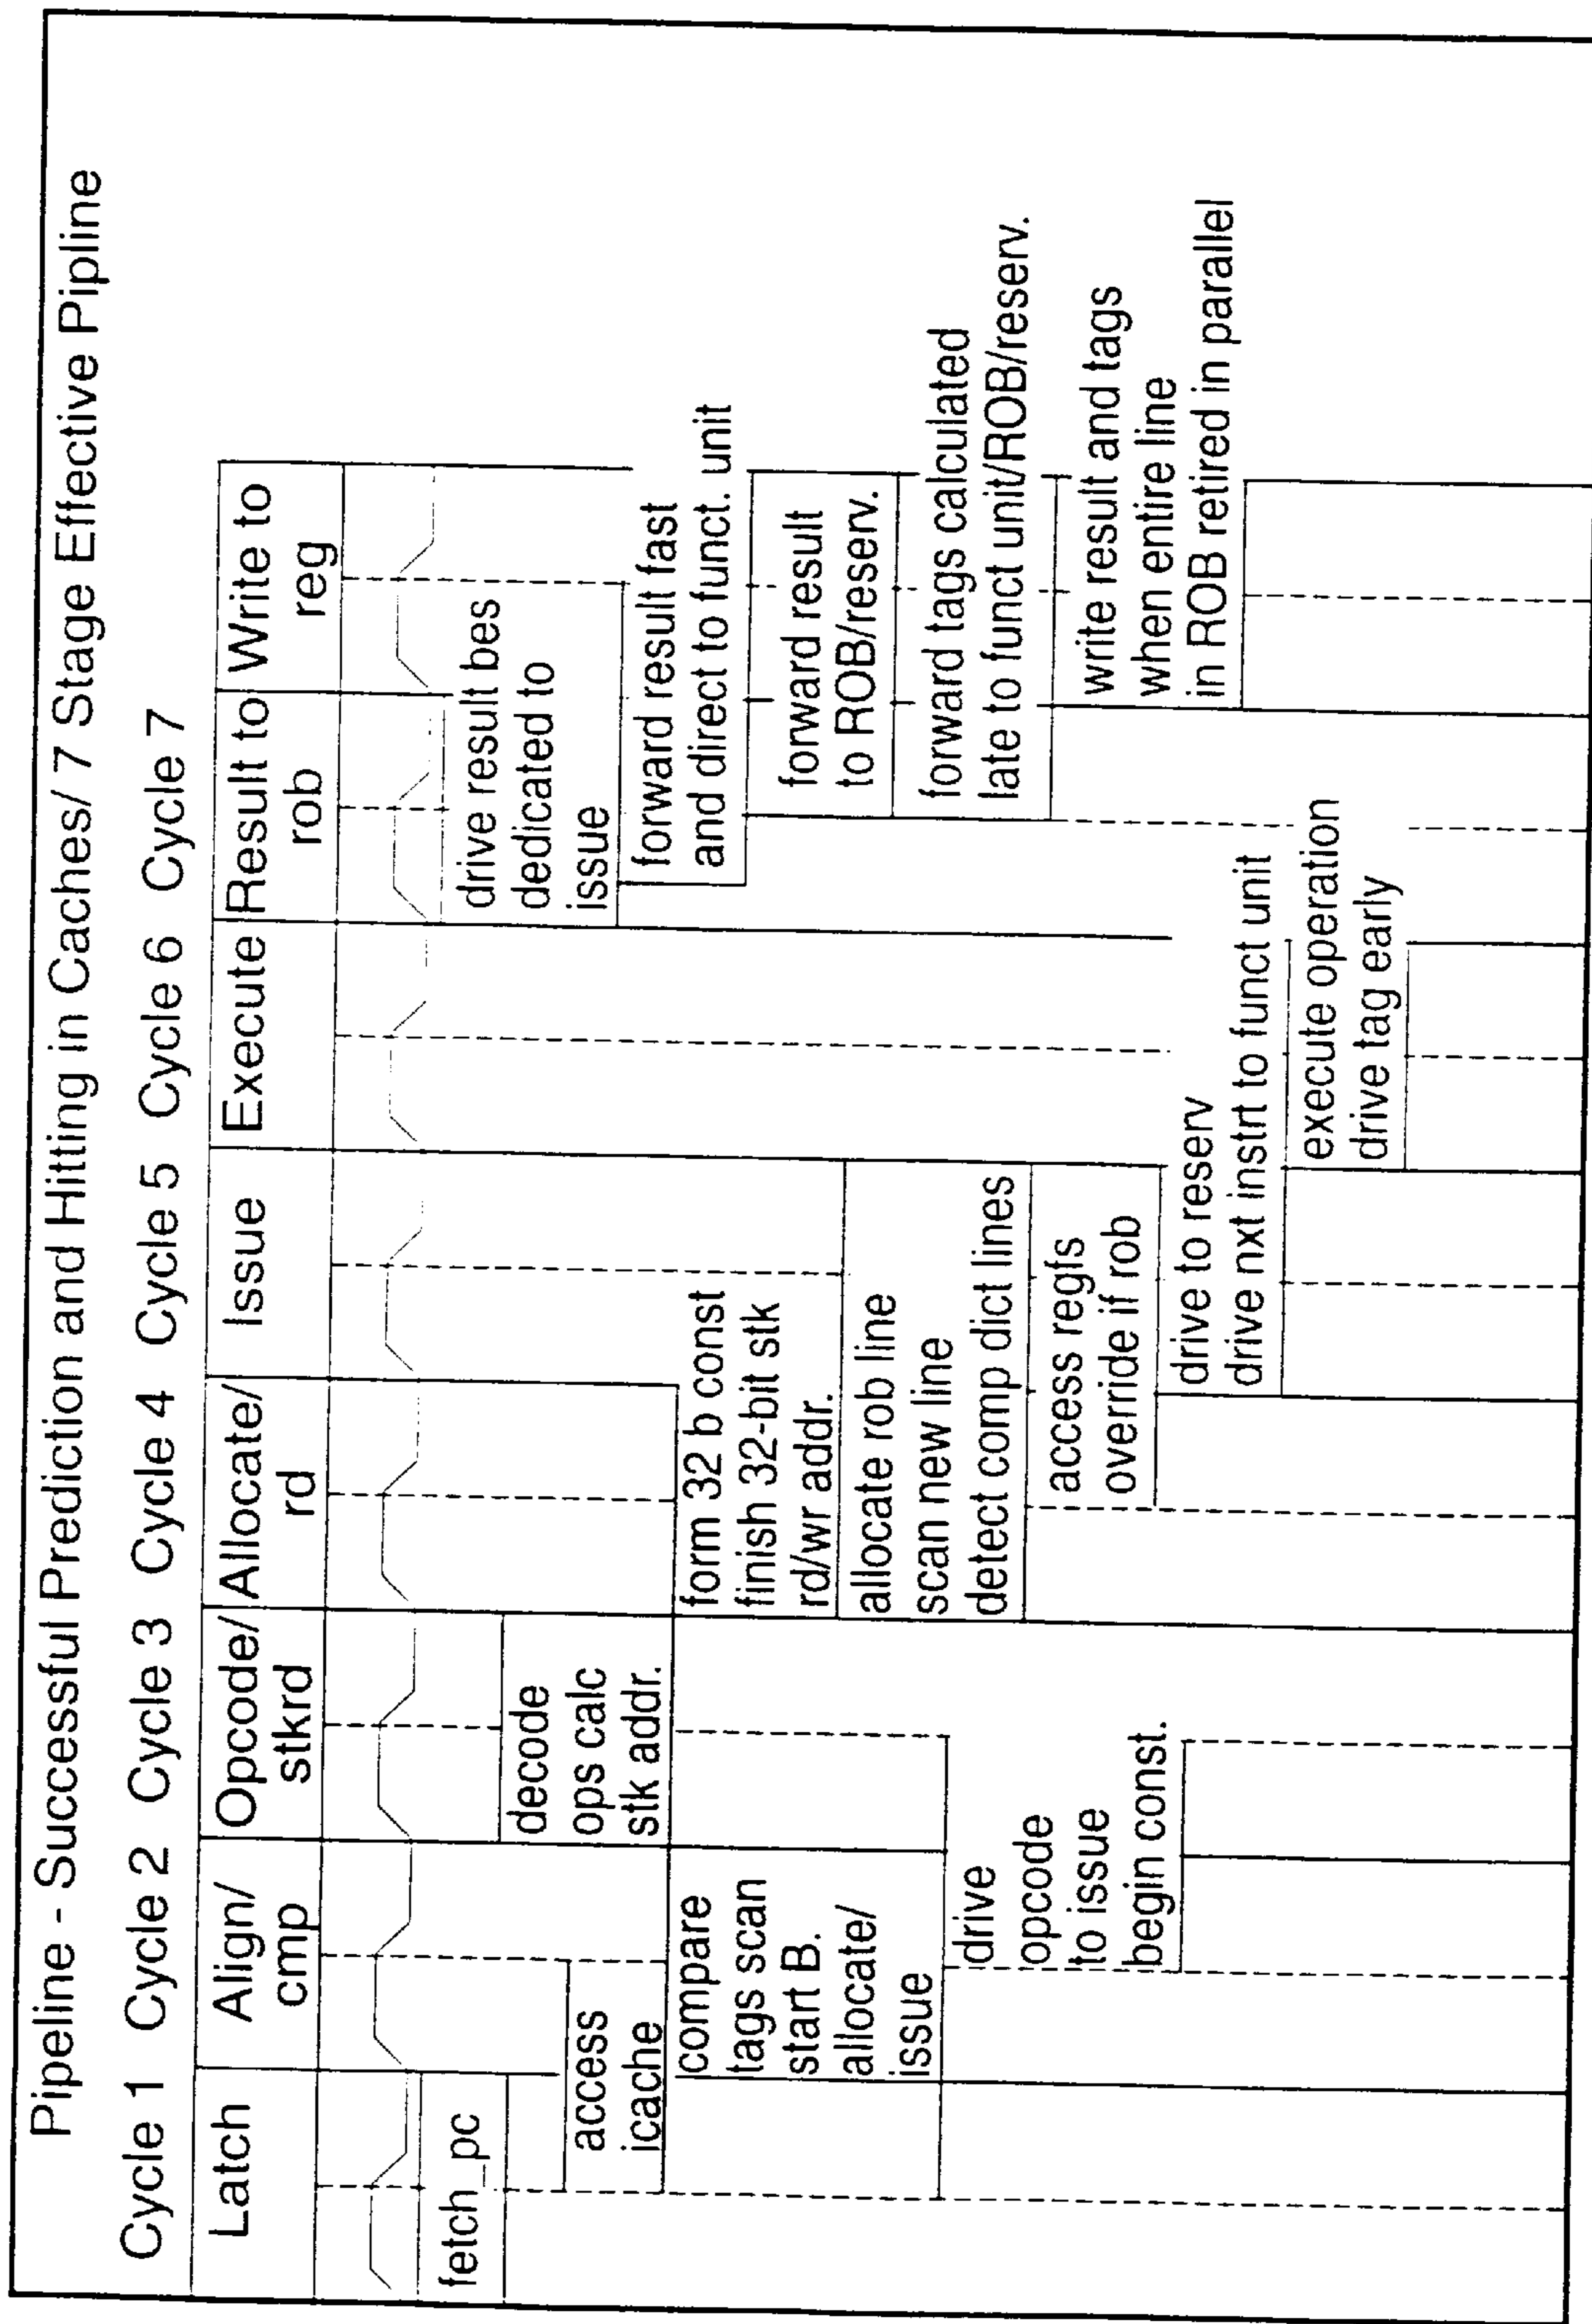 Pipeline - Successful Prediction and Hitting in Caches/ 7 Stage Effective Pipline
Cycle 1 Cycle 2 Cycle 3 Cycle 4 Cycle 5 Cycle 6 Cycle 7
Latch
Align/
cmp
Opcode/
stkrd
Allocate/
rd
Issue
Execute
Result to
rob
Write to
reg
fetch_pc
access
icache
compare
tags scan
start B.
allocate/
issue
decode
ops calc
stk addr.
drive
opcode
to issue
begin const.
form 32 b const
finish 32-bit stk
rd/wr addr.
allocate rob line
scan new line
detect comp dict lines
access regfs
override if rob
drive to reserv
drive nxt instrt to funct unit
execute operation
drive tag early
drive result bes
dedicated to
issue
forward result fast
and direct to funct. unit
forward result
to ROB/reserv.
forward tags calculated
late to funct unit/ROB/reserv.
write result and tags
when entire line
in ROB retired in parallel